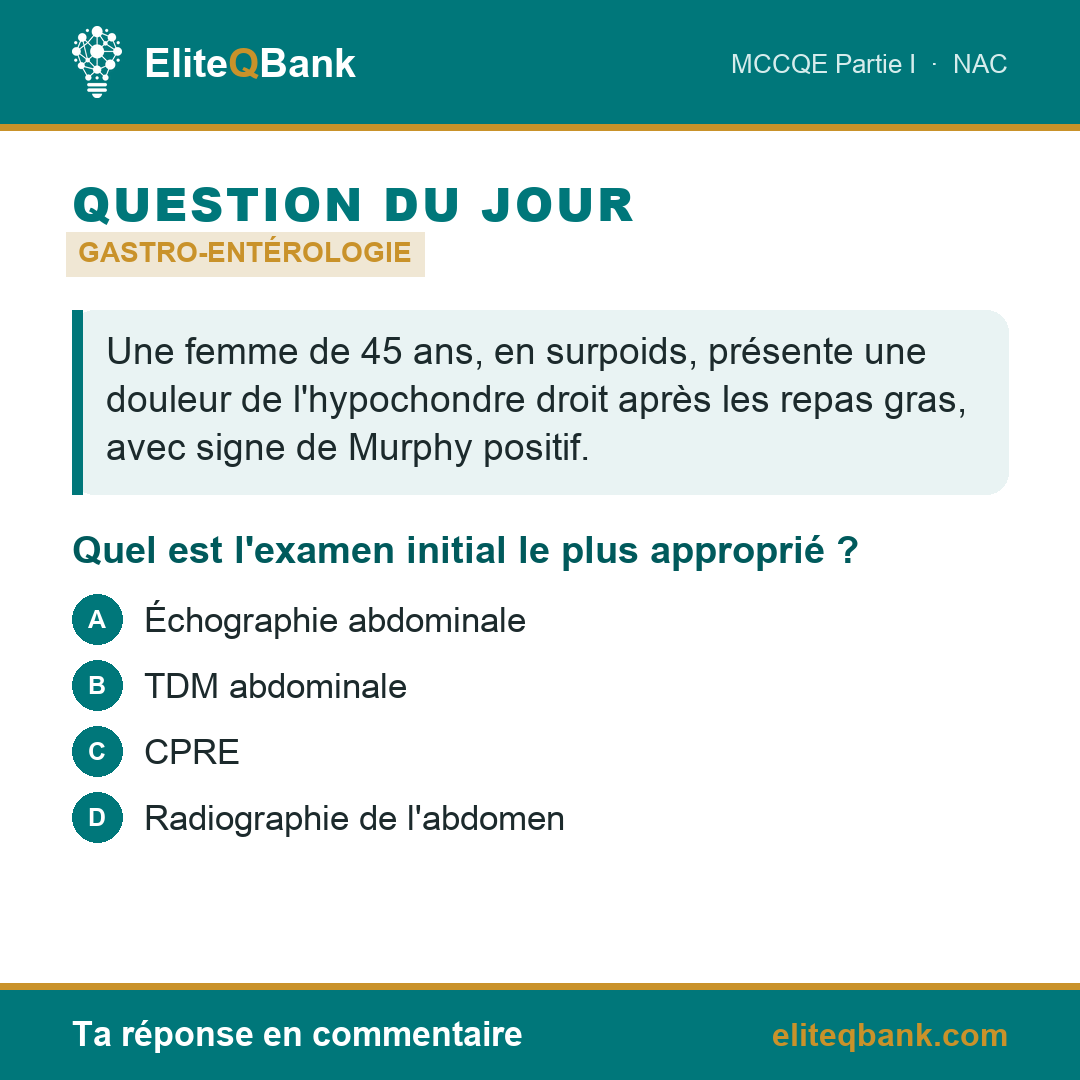 EliteQBank
MCCQE Partie I · NAC
QUESTION DU JOUR
GASTRO-ENTÉROLOGIE
Une femme de 45 ans, en surpoids, présente une
douleur de l'hypochondre droit après les repas gras,
avec signe de Murphy positif.
Quel est l'examen initial le plus approprié ?
A Échographie abdominale
B TDM abdominale
C CPRE
D Radiographie de l'abdomen
Ta réponse en commentaire
eliteqbank.com